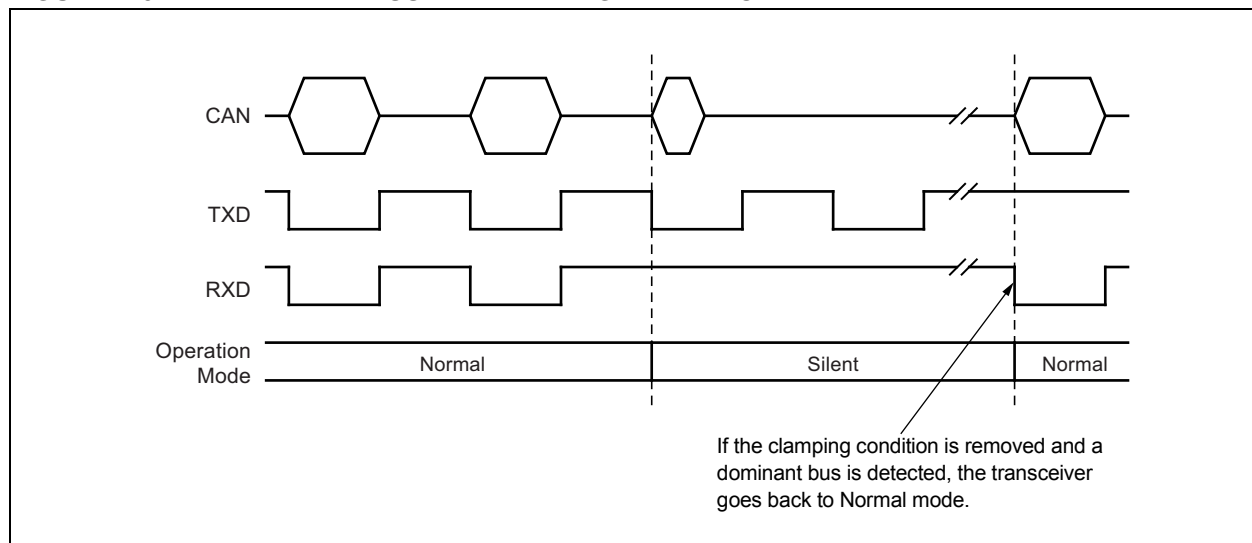 CAN
TXD
RXD
Operation
Mode
Normal
Silent
Normal
If the clamping condition is removed and a
dominant bus is detected, the transceiver
goes back to Normal mode.